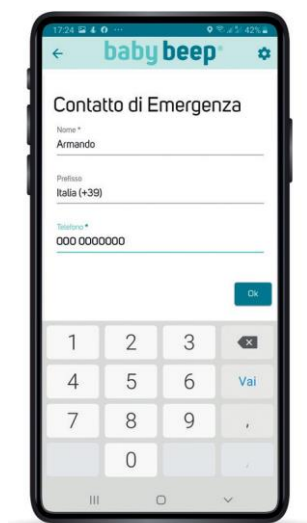 17:24 42%
baby beep
Contatto di Emergenza
Nome *
Armando
Prefisso
Italia (+39)
Telefono *
000 0000000
Ok
1 2 3
4 5 6 Vai
7 8 9 ,
0